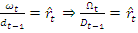 ω_t / d_{t-1} = r̂_t ⇒ Ω_t / D_{t-1} = r̂_t